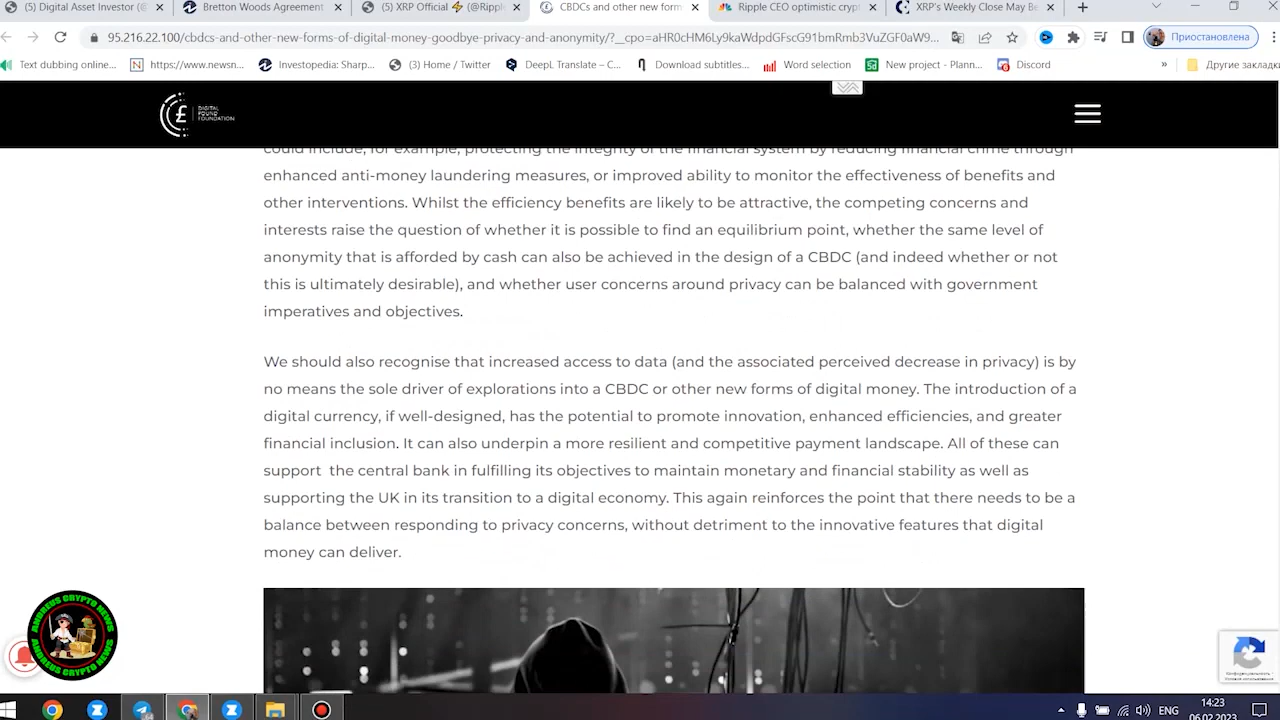 (5) Digital Asset Investor (@
Bretton Woods Agreement
(5) XRP Official ⚡ (@Rippl
CBDCs and other new form
Ripple CEO optimistic crypt
XRP's Weekly Close May Be
95.216.22.100/cbdcs-and-other-new-forms-of-digital-money-goodbye-privacy-and-anonymity/?__cpo=aHR0cHM6Ly9kaWdpdGFscG91bmRmb3VuZGF0aW9...
Приостановлена
Text dubbing online...
https://www.newsn...
Investopedia: Sharp...
(3) Home / Twitter
DeepL Translate – C...
Download subtitles...
Word selection
New project - Plann...
Discord
»
Другие закладки
DIGITAL
POUND
FOUNDATION
could include, for example, protecting the integrity of the financial system by reducing financial crime through
enhanced anti-money laundering measures, or improved ability to monitor the effectiveness of benefits and
other interventions. Whilst the efficiency benefits are likely to be attractive, the competing concerns and
interests raise the question of whether it is possible to find an equilibrium point, whether the same level of
anonymity that is afforded by cash can also be achieved in the design of a CBDC (and indeed whether or not
this is ultimately desirable), and whether user concerns around privacy can be balanced with government
imperatives and objectives.
We should also recognise that increased access to data (and the associated perceived decrease in privacy) is by
no means the sole driver of explorations into a CBDC or other new forms of digital money. The introduction of a
digital currency, if well-designed, has the potential to promote innovation, enhanced efficiencies, and greater
financial inclusion. It can also underpin a more resilient and competitive payment landscape. All of these can
support the central bank in fulfilling its objectives to maintain monetary and financial stability as well as
supporting the UK in its transition to a digital economy. This again reinforces the point that there needs to be a
balance between responding to privacy concerns, without detriment to the innovative features that digital
money can deliver.
ANDREUS CRYPTO NEWS
ANDREUS CRYPTO NEWS
ENG
14:23
06.02.2023